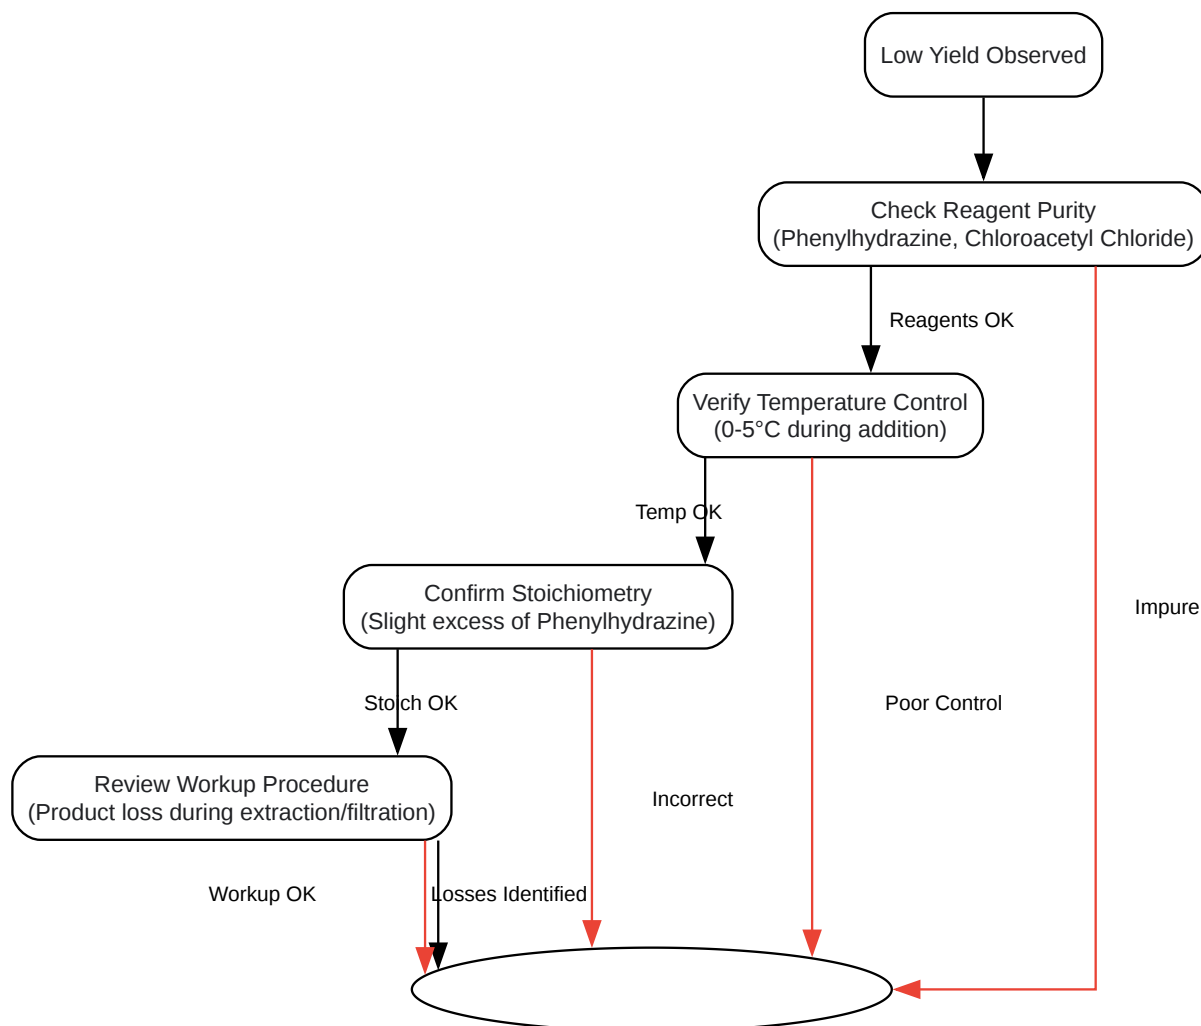 Low Yield Observed
Check Reagent Purity
(Phenylhydrazine, Chloroacetyl Chloride)
Reagents OK
Verify Temperature Control
(0-5°C during addition)
Temp OK
Confirm Stoichiometry
(Slight excess of Phenylhydrazine)
Impure
Stoich OK
Poor Control
Review Workup Procedure
(Product loss during extraction/filtration)
Incorrect
Workup OK
Losses Identified